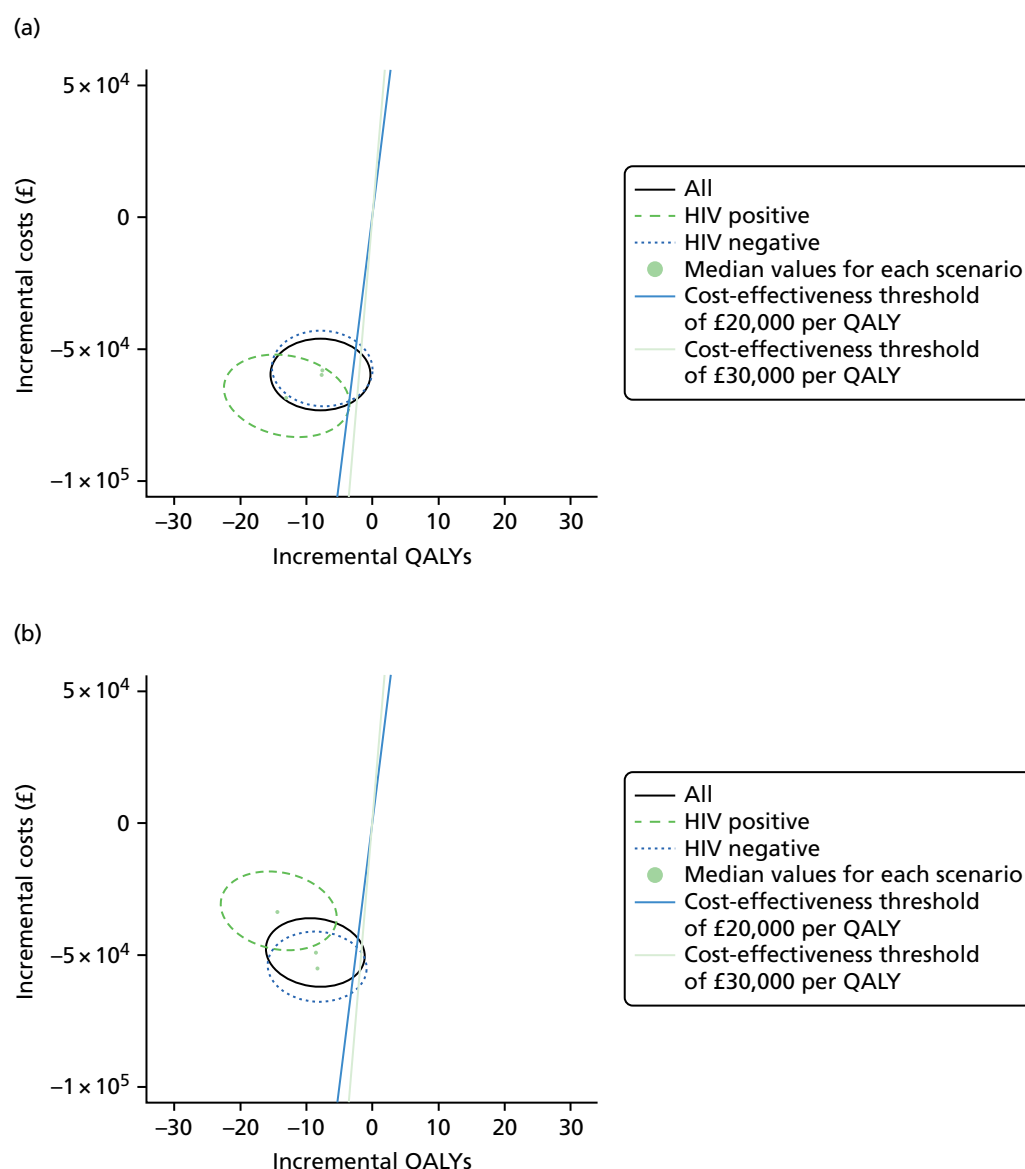 (a)
5 × 10⁴
0
–5 × 10⁴
–1 × 10⁵
Incremental costs (£)
–30 –20 –10 0 10 20 30
Incremental QALYs
All
HIV positive
HIV negative
Median values for each scenario
Cost-effectiveness threshold
of £20,000 per QALY
Cost-effectiveness threshold
of £30,000 per QALY
(b)
5 × 10⁴
0
–5 × 10⁴
–1 × 10⁵
Incremental costs (£)
–30 –20 –10 0 10 20 30
Incremental QALYs
All
HIV positive
HIV negative
Median values for each scenario
Cost-effectiveness threshold
of £20,000 per QALY
Cost-effectiveness threshold
of £30,000 per QALY